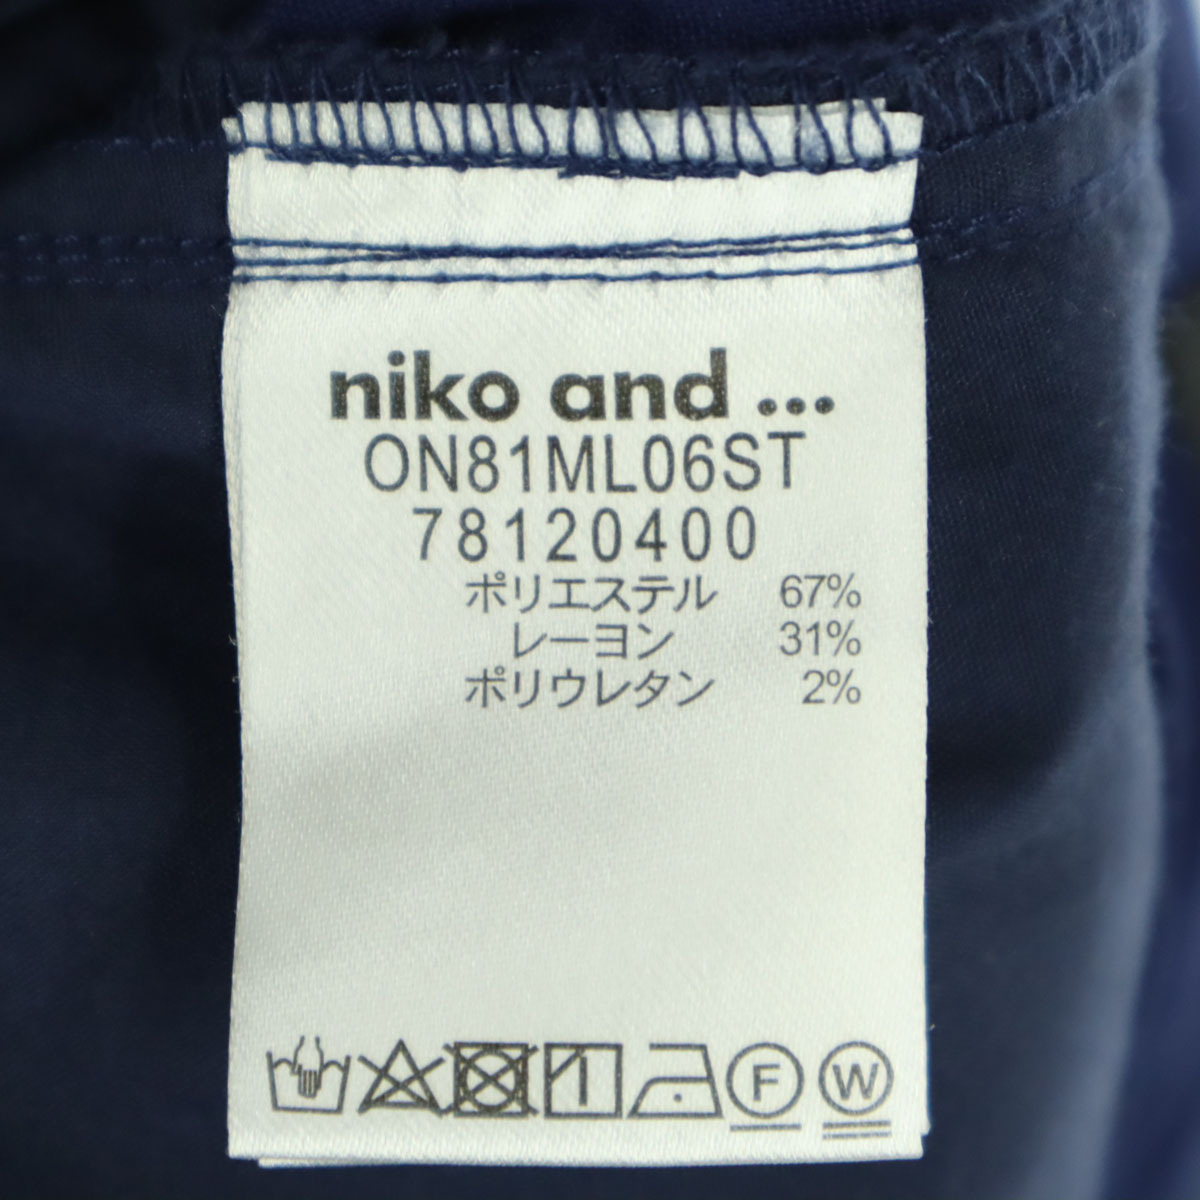 niko and ...
ON81ML06ST
78120400
ポリエステル 67%
レーヨン 31%
ポリウレタン 2%
F W